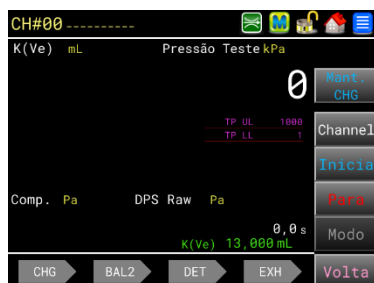 CH#00 ----------
M
K(Ve) mL Pressão Teste kPa
0
Mant. CHG
TP UL 1000
TP LL 1
Channel
Inicia
Comp. Pa DPS Raw Pa
Para
0,0 s
K(Ve) 13,000 mL
Modo
CHG BAL2 DET EXH Volta